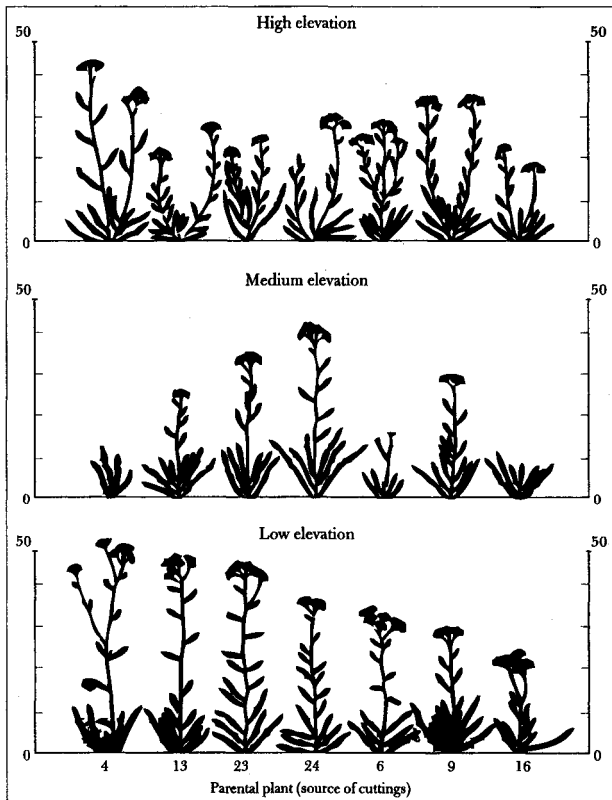 High elevation
50 50
0 0
Medium elevation
50 50
0 0
Low elevation
50 50
0 0
4 13 23 24 6 9 16
Parental plant (source of cuttings)